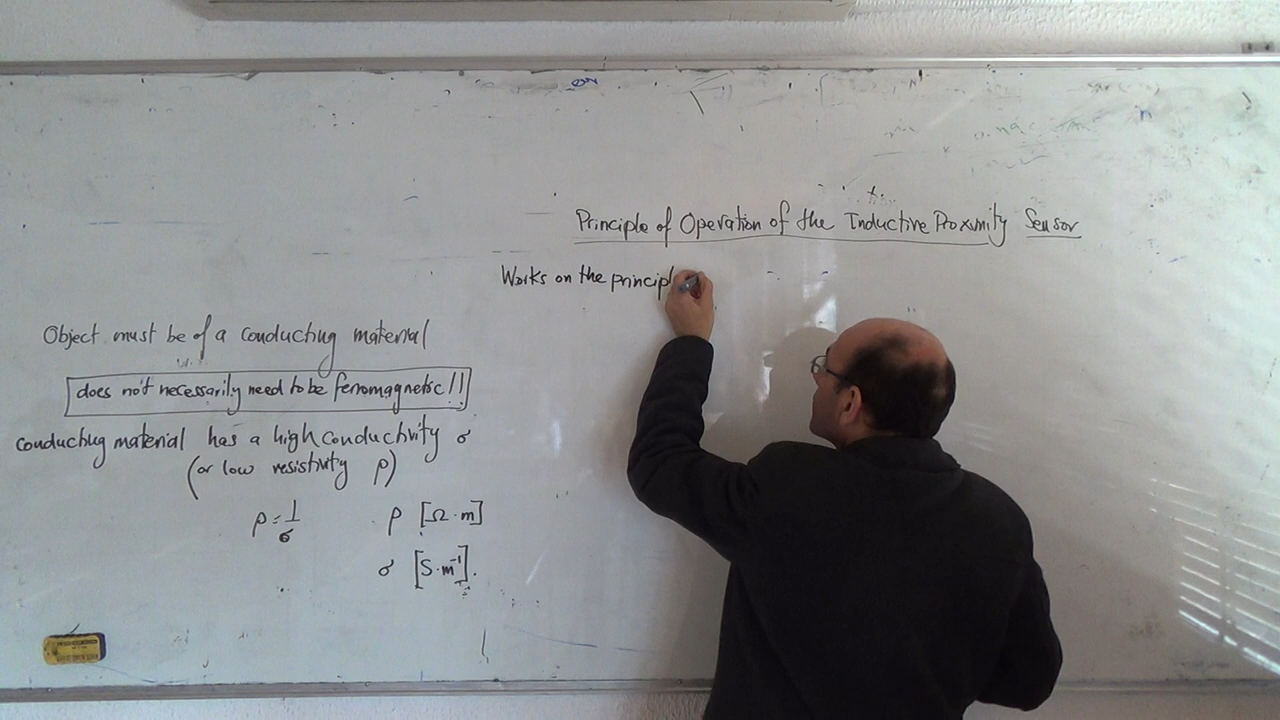 Principle of Operation of the Inductive Proximity Sensor
Works on the principl
Object must be of a conducting material
does not necessarily need to be ferromagnetic!!
conducting material has a high conductivity σ
(or low resistivity ρ)
ρ = 1/σ ρ [Ω·m]
σ [S·m⁻¹].